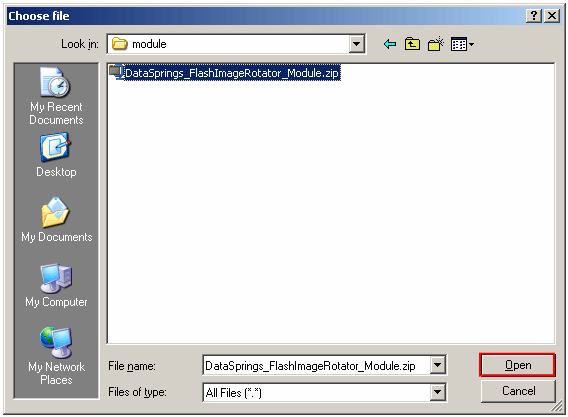 Choose file
Look in: module
DataSprings_FlashImageRotator_Module.zip
My Recent
Documents
Desktop
My Documents
My Computer
My Network
Places
File name: DataSprings_FlashImageRotator_Module.zip Open
Files of type: All Files (*.*) Cancel